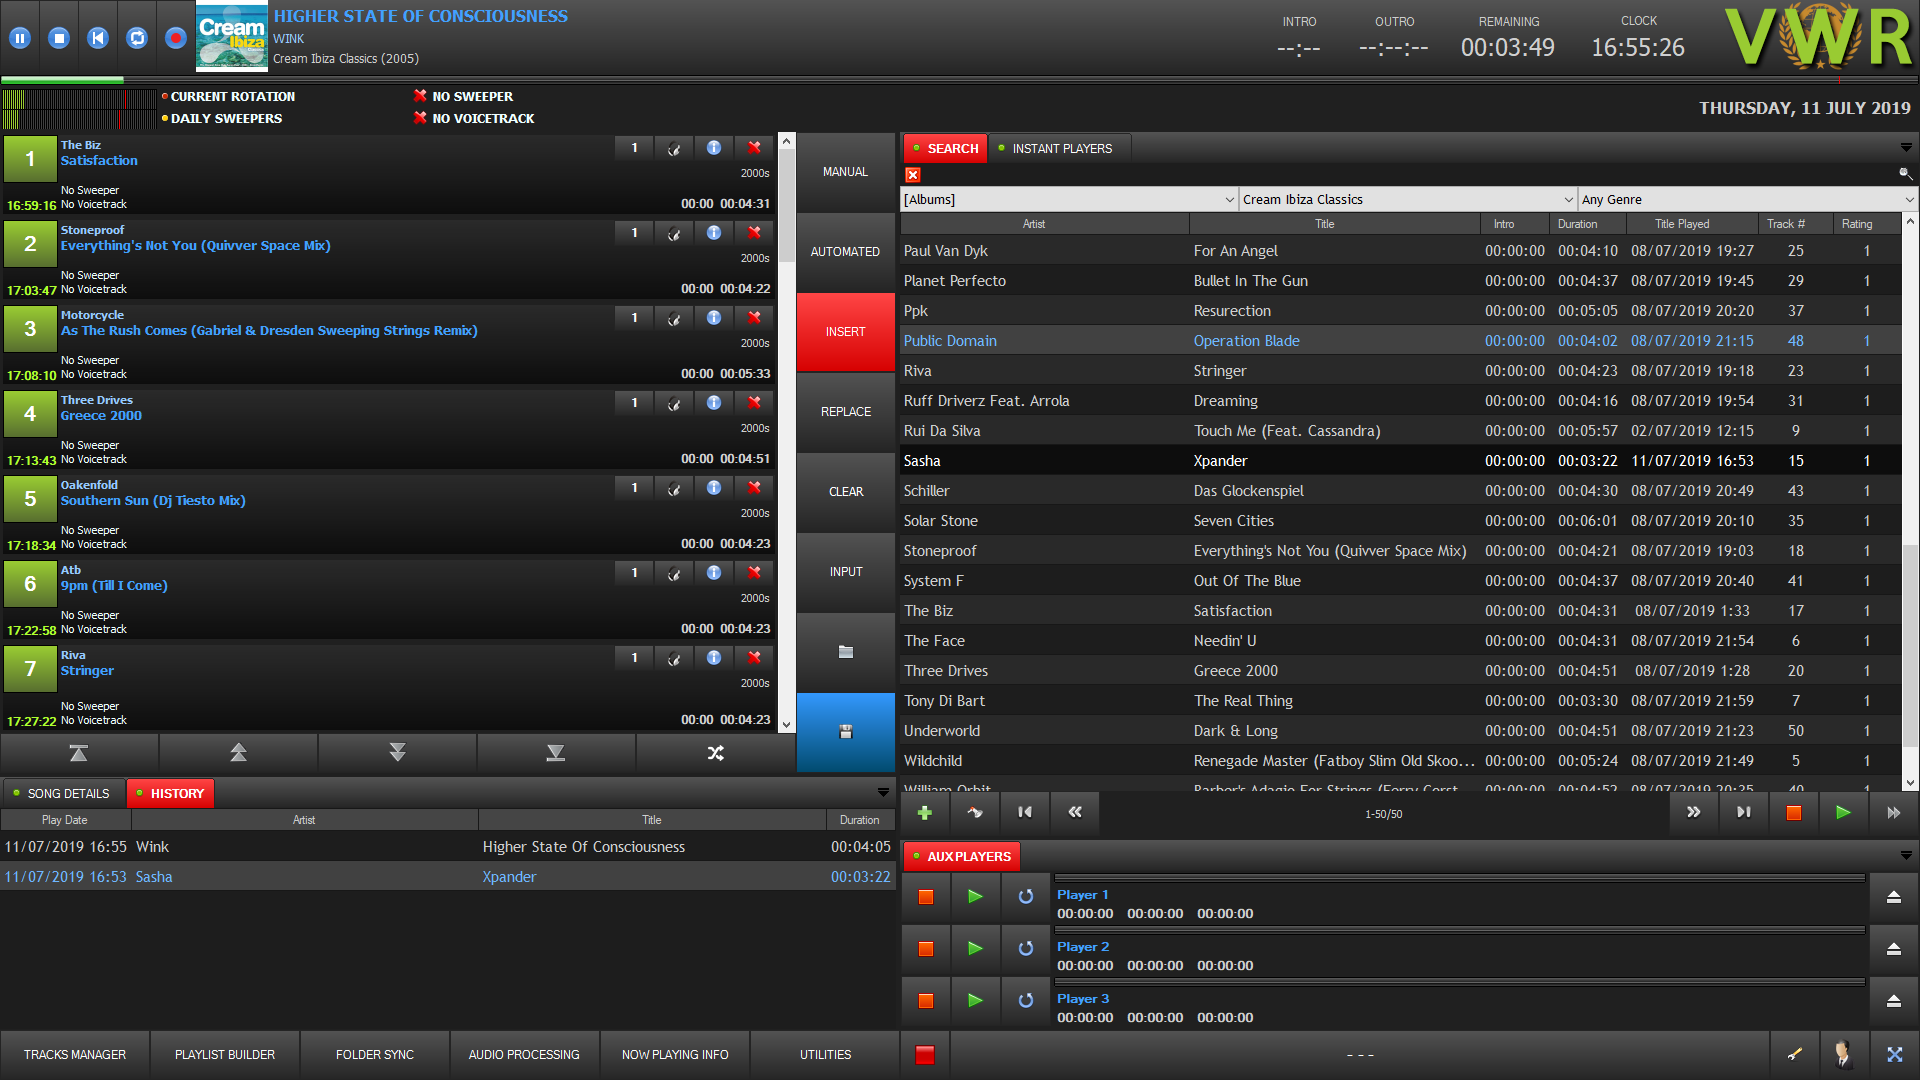 HIGHER STATE OF CONSCIOUSNESS
WINK
Cream Ibiza Classics (2005)
Cream
Ibiza
INTRO
--:--
OUTRO
--:--:--
REMAINING
00:03:49
CLOCK
16:55:26
VWR
CURRENT ROTATION
DAILY SWEEPERS
NO SWEEPER
NO VOICETRACK
THURSDAY, 11 JULY 2019
1 The Biz 1
Satisfaction
2000s
No Sweeper
16:59:16 No Voicetrack 00:00 00:04:31
2 Stoneproof 1
Everything's Not You (Quivver Space Mix)
2000s
No Sweeper
17:03:47 No Voicetrack 00:00 00:04:22
3 Motorcycle 1
As The Rush Comes (Gabriel & Dresden Sweeping Strings Remix)
2000s
No Sweeper
17:08:10 No Voicetrack 00:00 00:05:33
4 Three Drives 1
Greece 2000
2000s
No Sweeper
17:13:43 No Voicetrack 00:00 00:04:51
5 Oakenfold 1
Southern Sun (Dj Tiesto Mix)
2000s
No Sweeper
17:18:34 No Voicetrack 00:00 00:04:23
6 Atb 1
9pm (Till I Come)
2000s
No Sweeper
17:22:58 No Voicetrack 00:00 00:04:23
7 Riva 1
Stringer
2000s
No Sweeper
17:27:22 No Voicetrack 00:00 00:04:23
MANUAL
AUTOMATED
INSERT
REPLACE
CLEAR
INPUT
SONG DETAILS HISTORY
Play Date Artist Title Duration
11/07/2019 16:55 Wink Higher State Of Consciousness 00:04:05
11/07/2019 16:53 Sasha Xpander 00:03:22
SEARCH INSTANT PLAYERS
[Albums] Cream Ibiza Classics Any Genre
Artist Title Intro Duration Title Played Track # Rating
Paul Van Dyk For An Angel 00:00:00 00:04:10 08/07/2019 19:27 25 1
Planet Perfecto Bullet In The Gun 00:00:00 00:04:37 08/07/2019 19:45 29 1
Ppk Resurection 00:00:00 00:05:05 08/07/2019 20:20 37 1
Public Domain Operation Blade 00:00:00 00:04:02 08/07/2019 21:15 48 1
Riva Stringer 00:00:00 00:04:23 08/07/2019 19:18 23 1
Ruff Driverz Feat. Arrola Dreaming 00:00:00 00:04:16 08/07/2019 19:54 31 1
Rui Da Silva Touch Me (Feat. Cassandra) 00:00:00 00:05:57 02/07/2019 12:15 9 1
Sasha Xpander 00:00:00 00:03:22 11/07/2019 16:53 15 1
Schiller Das Glockenspiel 00:00:00 00:04:30 08/07/2019 20:49 43 1
Solar Stone Seven Cities 00:00:00 00:06:01 08/07/2019 20:10 35 1
Stoneproof Everything's Not You (Quivver Space Mix) 00:00:00 00:04:21 08/07/2019 19:03 18 1
System F Out Of The Blue 00:00:00 00:04:37 08/07/2019 20:40 41 1
The Biz Satisfaction 00:00:00 00:04:31 08/07/2019 1:33 17 1
The Face Needin' U 00:00:00 00:04:31 08/07/2019 21:54 6 1
Three Drives Greece 2000 00:00:00 00:04:51 08/07/2019 1:28 20 1
Tony Di Bart The Real Thing 00:00:00 00:03:30 08/07/2019 21:59 7 1
Underworld Dark & Long 00:00:00 00:04:51 08/07/2019 21:23 50 1
Wildchild Renegade Master (Fatboy Slim Old Skoo... 00:00:00 00:05:24 08/07/2019 21:49 5 1
William Orbit Barber's Adagio For Strings (Ferry Corst... 00:00:00 00:04:52 08/07/2019 20:35 40 1
1-50/50
AUX PLAYERS
Player 1
00:00:00 00:00:00 00:00:00
Player 2
00:00:00 00:00:00 00:00:00
Player 3
00:00:00 00:00:00 00:00:00
TRACKS MANAGER PLAYLIST BUILDER FOLDER SYNC AUDIO PROCESSING NOW PLAYING INFO UTILITIES
- - -